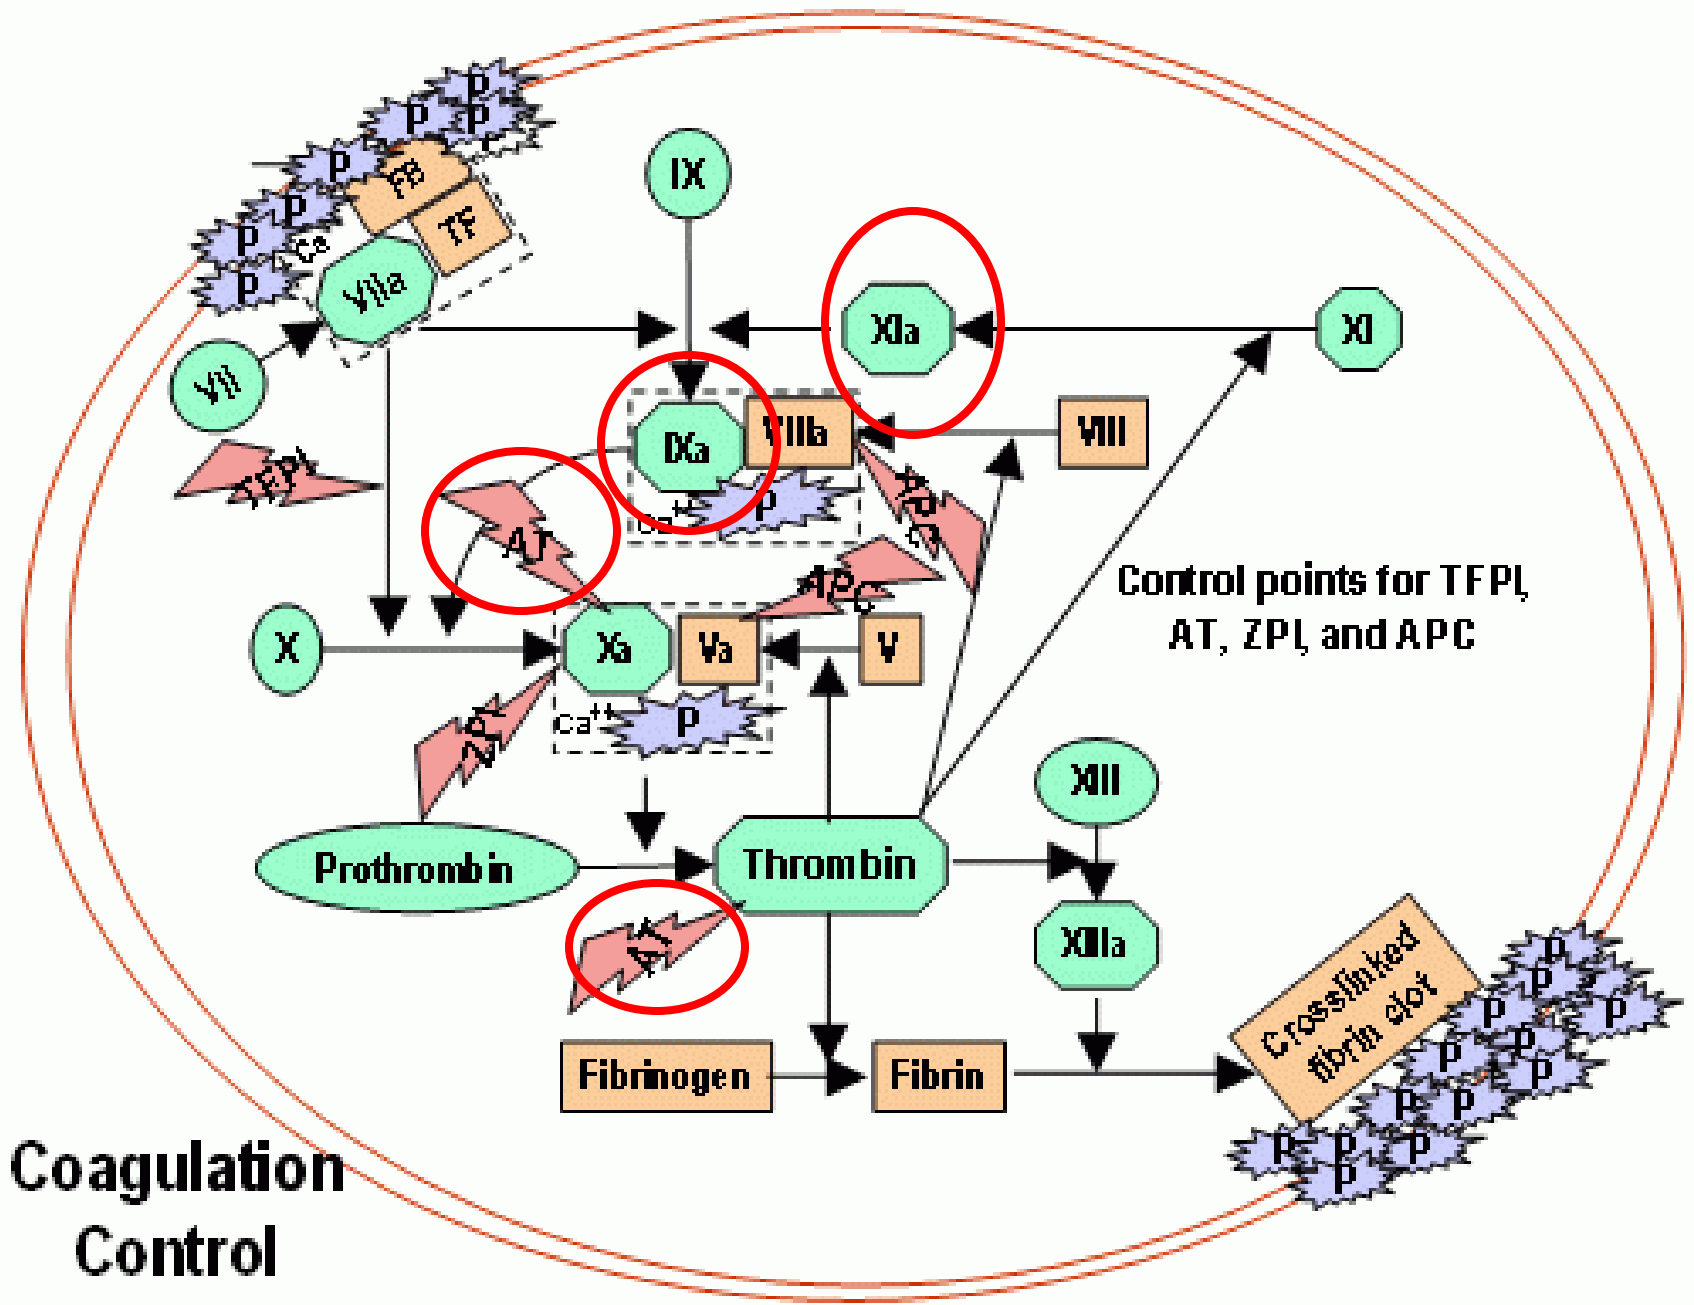 P
P
P
P
P
P
P
P
FB
TF
Ca
VIIa
VII
TFPI
IX
XIa
XI
IXa
VIIIa
VIII
Ca++
P
APC
AT
APC
Control points for TFPI,
AT, ZPI, and APC
X
Xa
Va
V
Ca++
P
ZPI
XIII
Prothrombin
Thrombin
AT
XIIIa
Crosslinked
fibrin clot
Fibrinogen
Fibrin
P
P
P
P
P
P
P
P
P
P
P
P
P
Coagulation
Control